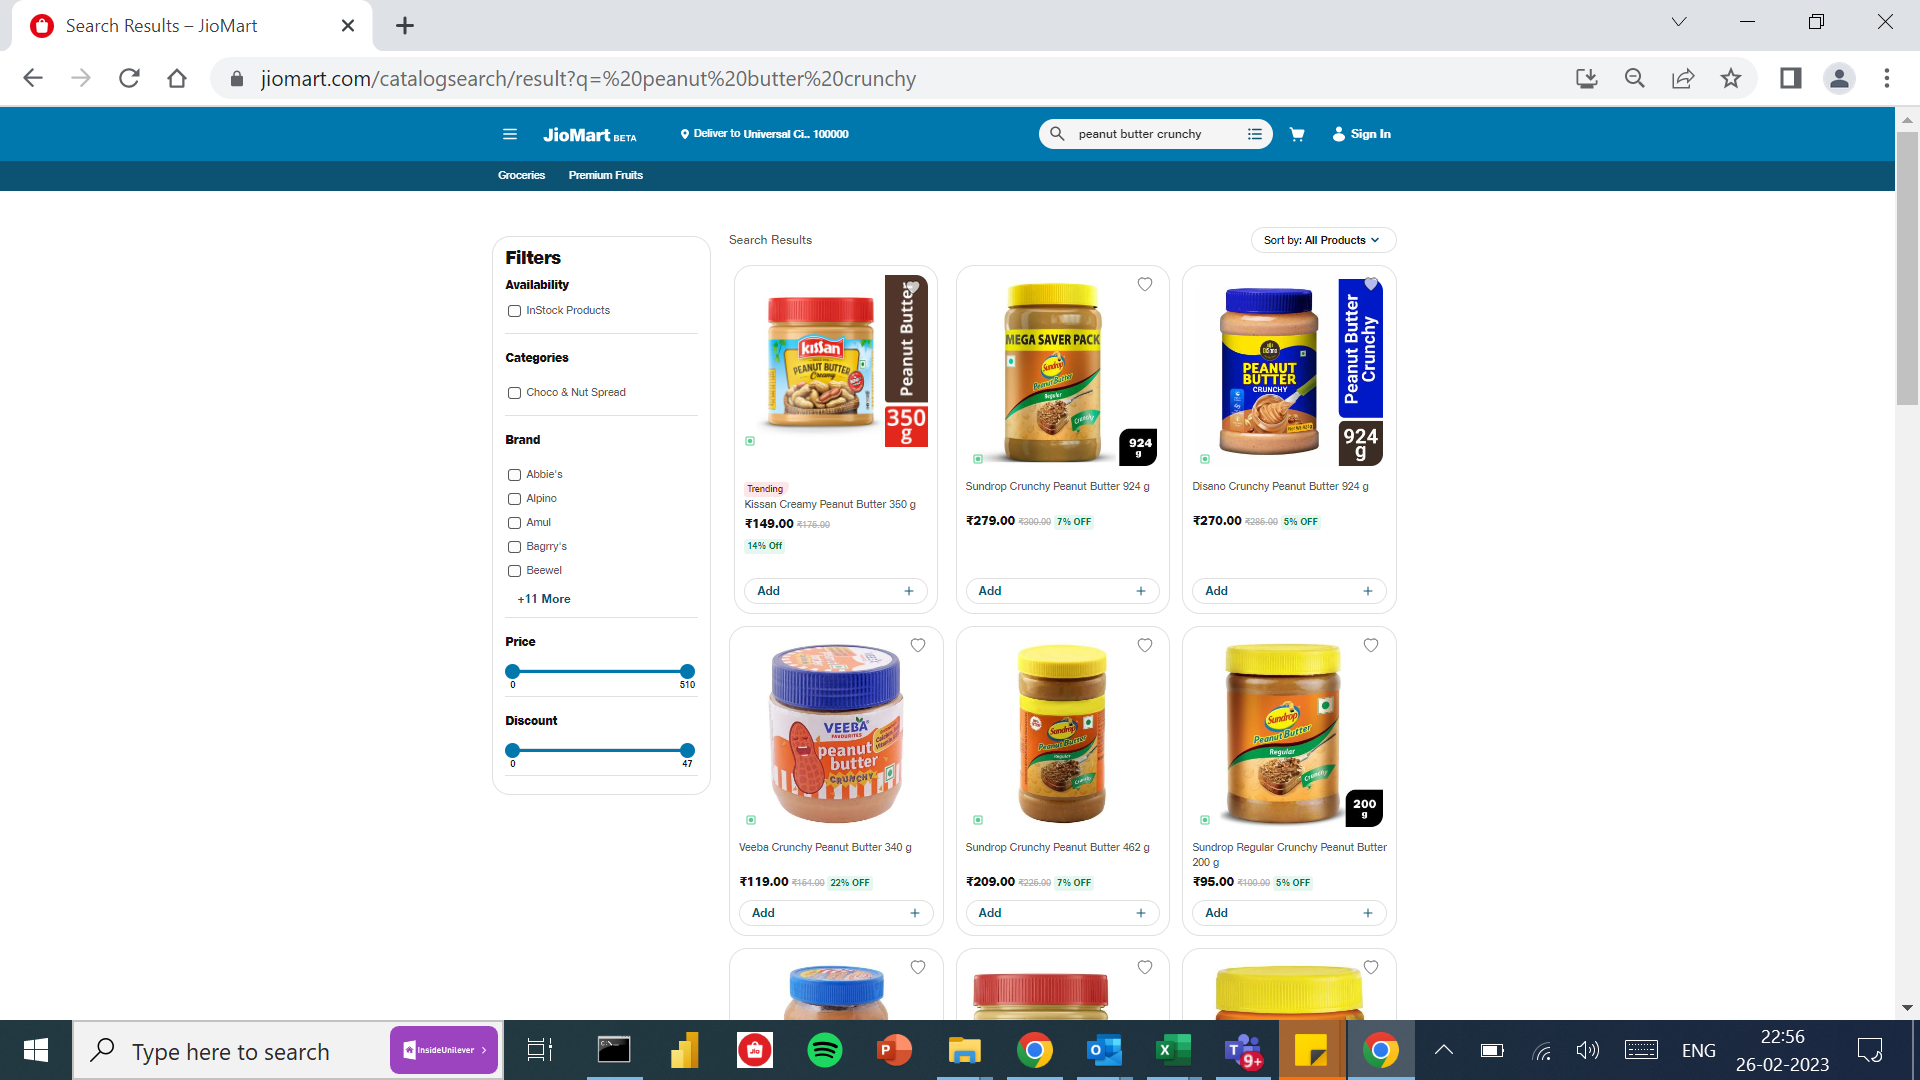 Search Results – JioMart
jiomart.com/catalogsearch/result?q=%20peanut%20butter%20crunchy
JioMart BETA
Deliver to Universal Ci.. 100000
peanut butter crunchy
Sign In
Groceries
Premium Fruits
Filters
Availability
InStock Products
Categories
Choco & Nut Spread
Brand
Abbie's
Alpino
Amul
Bagrry's
Beewel
+11 More
Price
0
510
Discount
0
47
Search Results
Sort by: All Products
Kissan
PEANUT BUTTER
Creamy
Peanut Butter
350
g
Trending
Kissan Creamy Peanut Butter 350 g
₹149.00 ₹175.00
14% Off
Add +
MEGA SAVER PACK
Sundrop
Peanut Butter
Regular
Crunchy
924
g
Sundrop Crunchy Peanut Butter 924 g
₹279.00 ₹300.00 7% OFF
Add +
PEANUT
BUTTER
CRUNCHY
Peanut Butter
Crunchy
924
g
Disano Crunchy Peanut Butter 924 g
₹270.00 ₹285.00 5% OFF
Add +
VEEBA
FAVOURITES
peanut
butter
CRUNCHY
Veeba Crunchy Peanut Butter 340 g
₹119.00 ₹154.00 22% OFF
Add +
Sundrop
Peanut Butter
Regular
Crunchy
Sundrop Crunchy Peanut Butter 462 g
₹209.00 ₹225.00 7% OFF
Add +
Sundrop
Peanut Butter
Regular
Crunchy
200
g
Sundrop Regular Crunchy Peanut Butter
200 g
₹95.00 ₹100.00 5% OFF
Add +
Type here to search
InsideUnilever
Jio
9+
ENG
22:56
26-02-2023